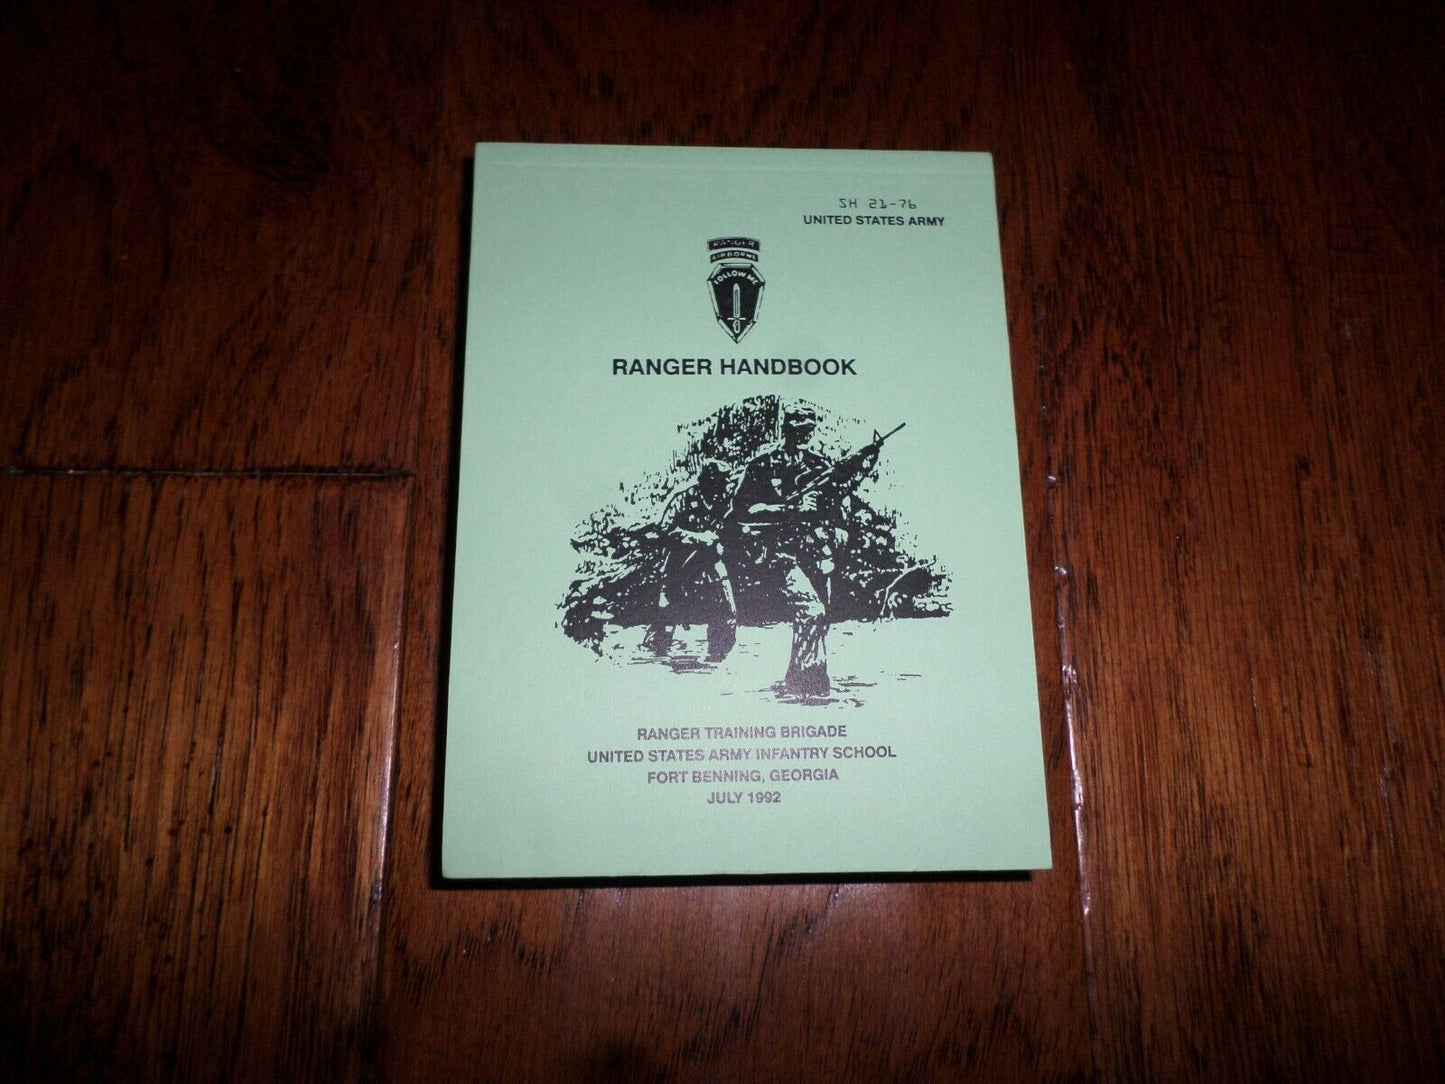 SH 21-76
UNITED STATES ARMY
RANGER
AIRBORNE
FOLLOW ME
RANGER HANDBOOK
RANGER TRAINING BRIGADE
UNITED STATES ARMY INFANTRY SCHOOL
FORT BENNING, GEORGIA
JULY 1992